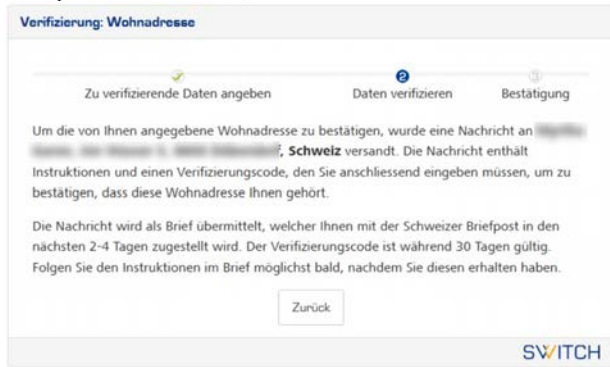 Verifizierung: Wohnadresse
Zu verifizierende Daten angeben
2
Daten verifizieren
3
Bestätigung
Um die von Ihnen angegebene Wohnadresse zu bestätigen, wurde eine Nachricht an
, Schweiz versandt. Die Nachricht enthält
Instruktionen und einen Verifizierungscode, den Sie anschliessend eingeben müssen, um zu
bestätigen, dass diese Wohnadresse Ihnen gehört.
Die Nachricht wird als Brief übermittelt, welcher Ihnen mit der Schweizer Briefpost in den
nächsten 2-4 Tagen zugestellt wird. Der Verifizierungscode ist während 30 Tagen gültig.
Folgen Sie den Instruktionen im Brief möglichst bald, nachdem Sie diesen erhalten haben.
Zurück
SWITCH